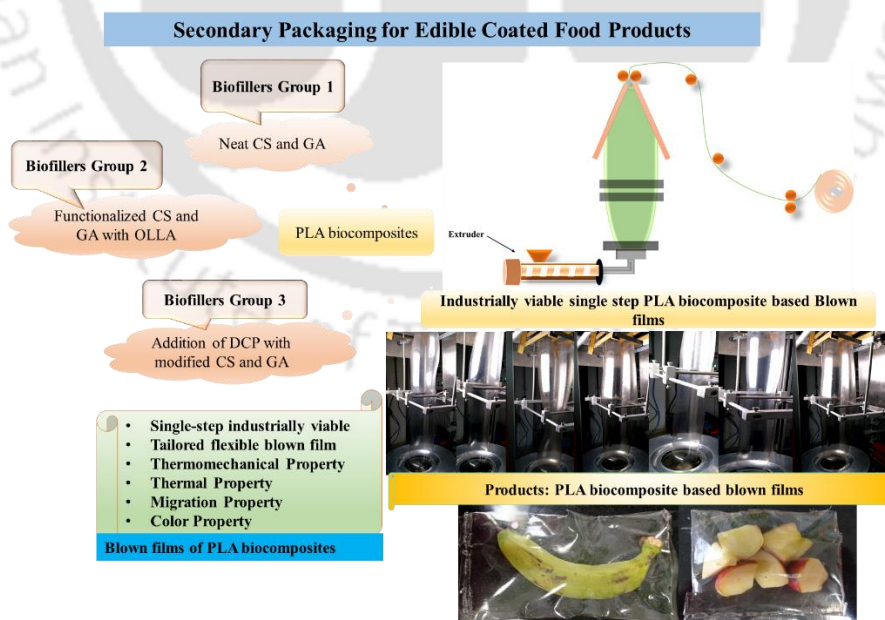 Secondary Packaging for Edible Coated Food Products
Biofillers Group 1
Neat CS and GA
Biofillers Group 2
Functionalized CS and
GA with OLLA
PLA biocomposites
Biofillers Group 3
Addition of DCP with
modified CS and GA
• Single-step industrially viable
• Tailored flexible blown film
• Thermomechanical Property
• Thermal Property
• Migration Property
• Color Property
Blown films of PLA biocomposites
Extruder
Industrially viable single step PLA biocomposite based Blown
films
Products: PLA biocomposite based blown films